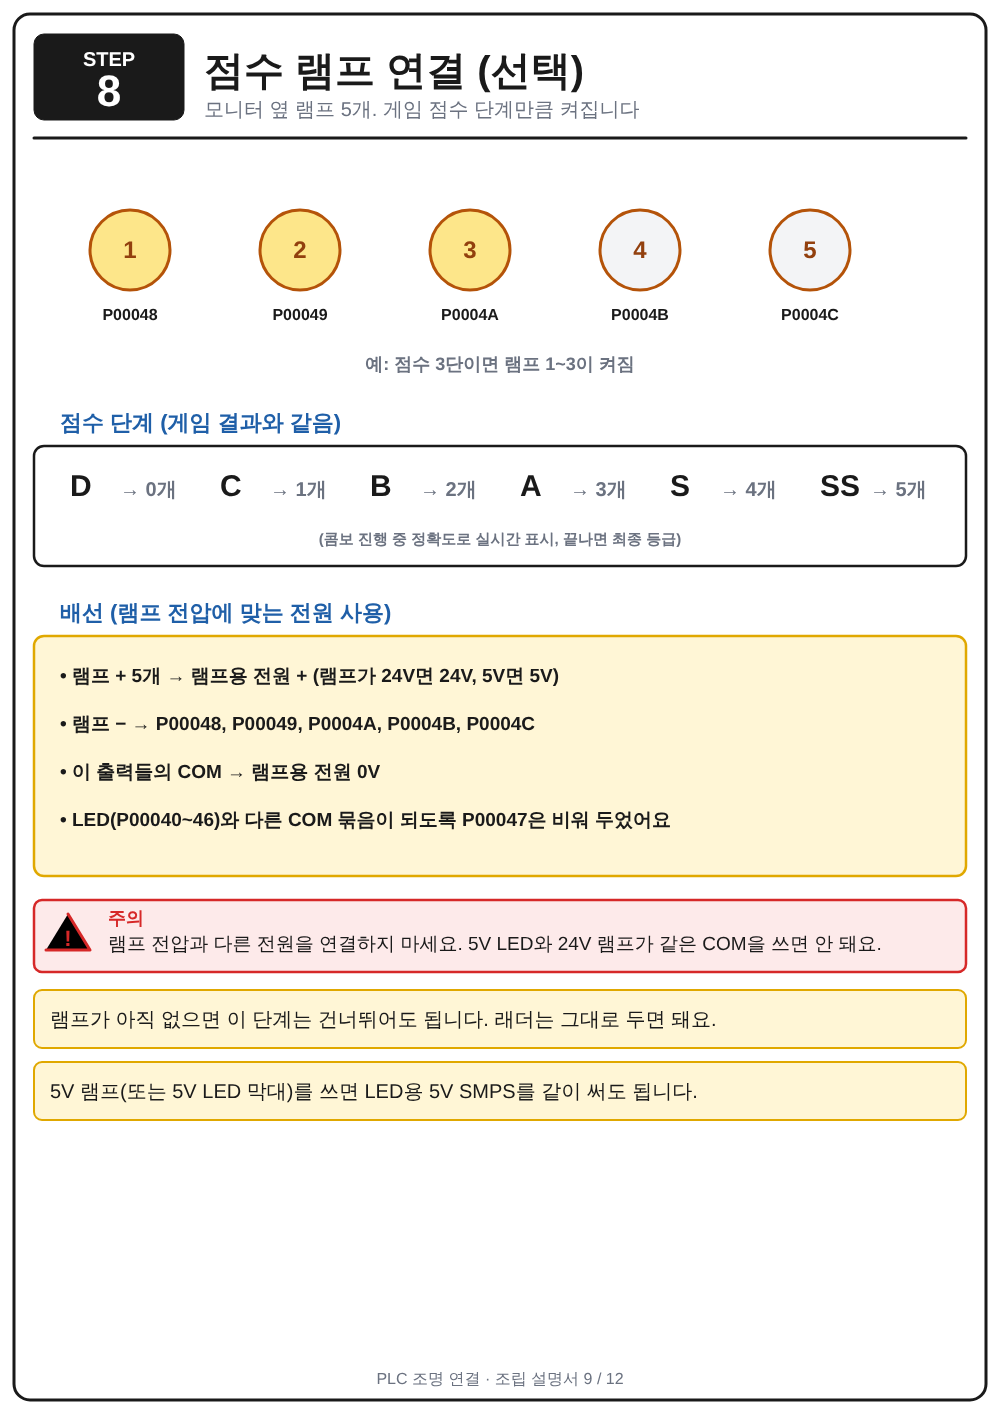 STEP
8
점수 램프 연결 (선택)
모니터 옆 램프 5개. 게임 점수 단계만큼 켜집니다
1 2 3 4 5
P00048 P00049 P0004A P0004B P0004C
예: 점수 3단이면 램프 1~3이 켜짐
점수 단계 (게임 결과와 같음)
D → 0개 C → 1개 B → 2개 A → 3개 S → 4개 SS → 5개
(콤보 진행 중 정확도로 실시간 표시, 끝나면 최종 등급)
배선 (램프 전압에 맞는 전원 사용)
• 램프 + 5개 → 램프용 전원 + (램프가 24V면 24V, 5V면 5V)
• 램프 − → P00048, P00049, P0004A, P0004B, P0004C
• 이 출력들의 COM → 램프용 전원 0V
• LED(P00040~46)와 다른 COM 묶음이 되도록 P00047은 비워 두었어요
!
주의
램프 전압과 다른 전원을 연결하지 마세요. 5V LED와 24V 램프가 같은 COM을 쓰면 안 돼요.
램프가 아직 없으면 이 단계는 건너뛰어도 됩니다. 래더는 그대로 두면 돼요.
5V 램프(또는 5V LED 막대)를 쓰면 LED용 5V SMPS를 같이 써도 됩니다.
PLC 조명 연결 · 조립 설명서 9 / 12